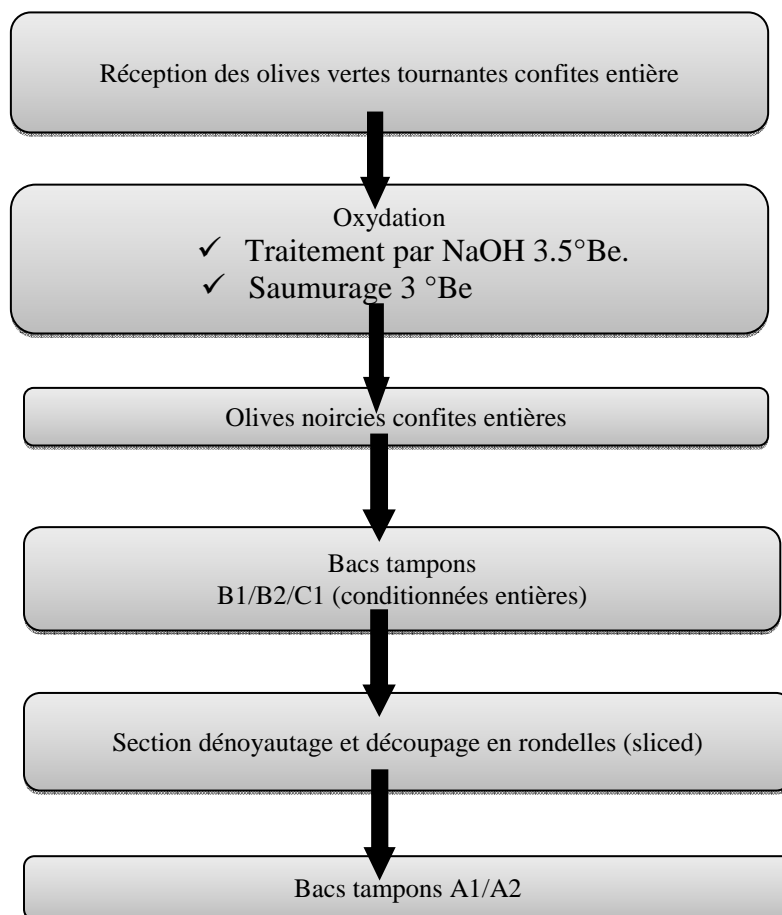 Réception des olives vertes tournantes confites entière
Oxydation
✓ Traitement par NaOH 3.5°Be.
✓ Saumurage 3 °Be
Olives noircies confites entières
Bacs tampons
B1/B2/C1 (conditionnées entières)
Section dénoyautage et découpage en rondelles (sliced)
Bacs tampons A1/A2